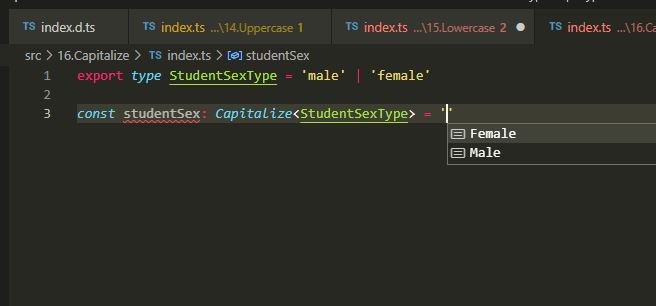 TS index.d.ts
TS index.ts ...\14.Uppercase 1
TS index.ts ...\15.Lowercase 2
TS index.ts ...\16.Ca
src > 16.Capitalize > TS index.ts > studentSex
1 export type StudentSexType = 'male' | 'female'
2
3 const studentSex: Capitalize<StudentSexType> = ''
Female
Male